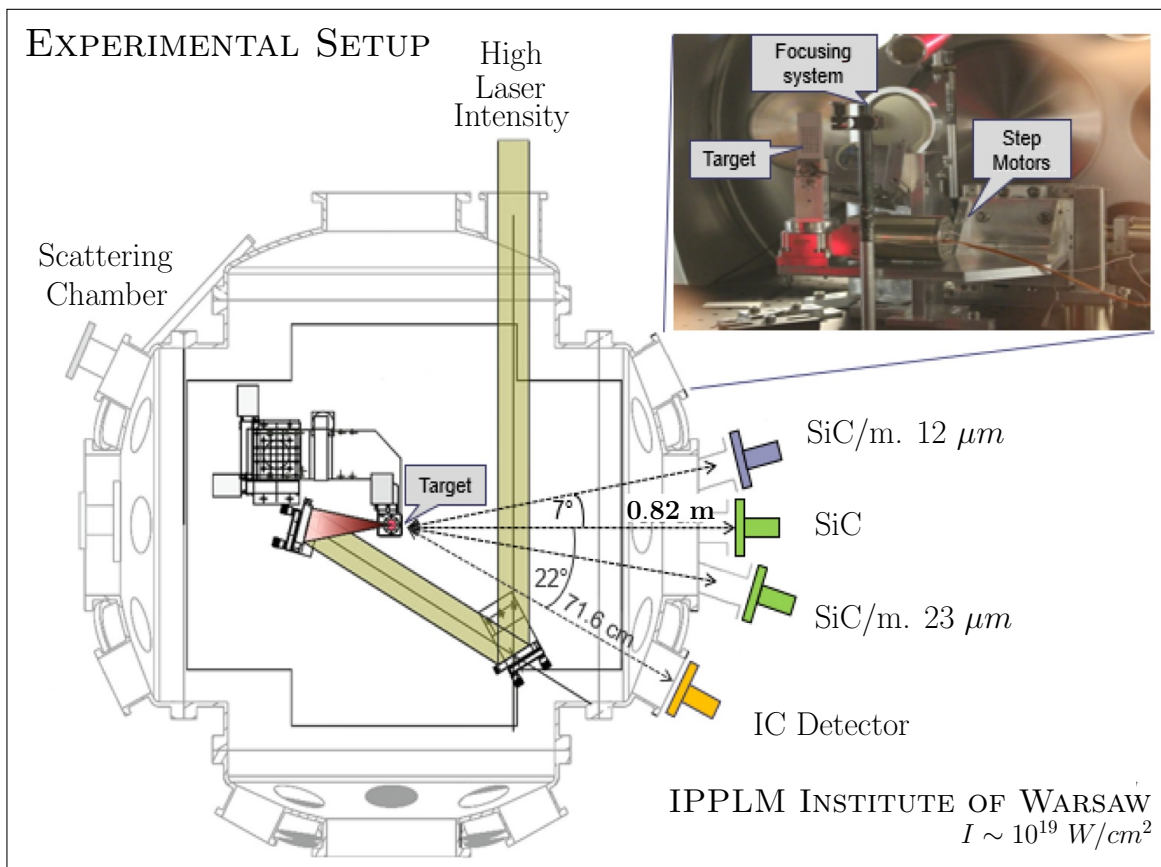 EXPERIMENTAL SETUP
High
Laser
Intensity
Focusing
system
Target
Step
Motors
Scattering
Chamber
SiC/m. 12 μm
Target
7°
0.82 m
SiC
22°
71.6 cm
SiC/m. 23 μm
IC Detector
IPPLM INSTITUTE OF WARSAW
I ∼ 10¹⁹ W/cm²